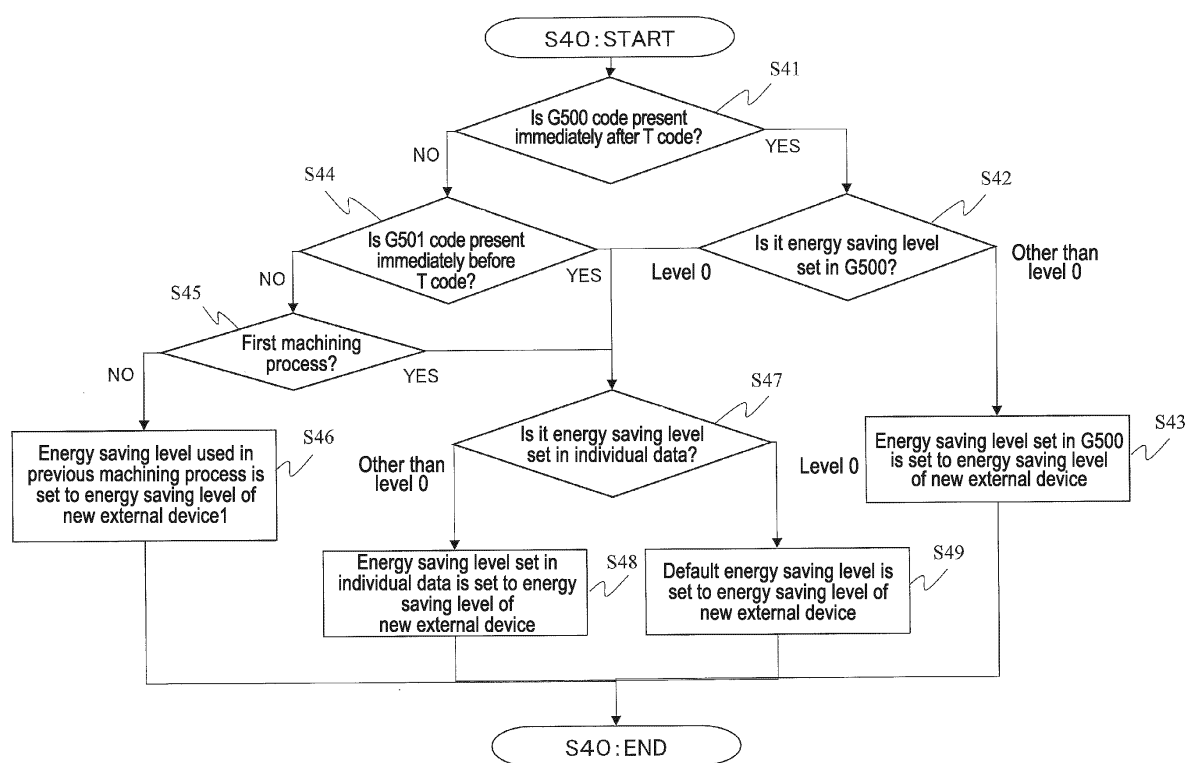 S40:START
S41
Is G500 code present
immediately after T code?
NO
YES
S44
S42
Is G501 code present
immediately before
T code?
Is it energy saving level
set in G500?
NO
YES
Level 0
Other than
level 0
S45
First machining
process?
NO
YES
S47
Is it energy saving level
set in individual data?
Other than
level 0
Level 0
Energy saving level used in
previous machining process is
set to energy saving level of
new external device1
S46
Energy saving level set in G500
is set to energy saving level
of new external device
S43
Energy saving level set in
individual data is set to energy
saving level of
new external device
S48
Default energy saving level is
set to energy saving level of
new external device
S49
S40:END